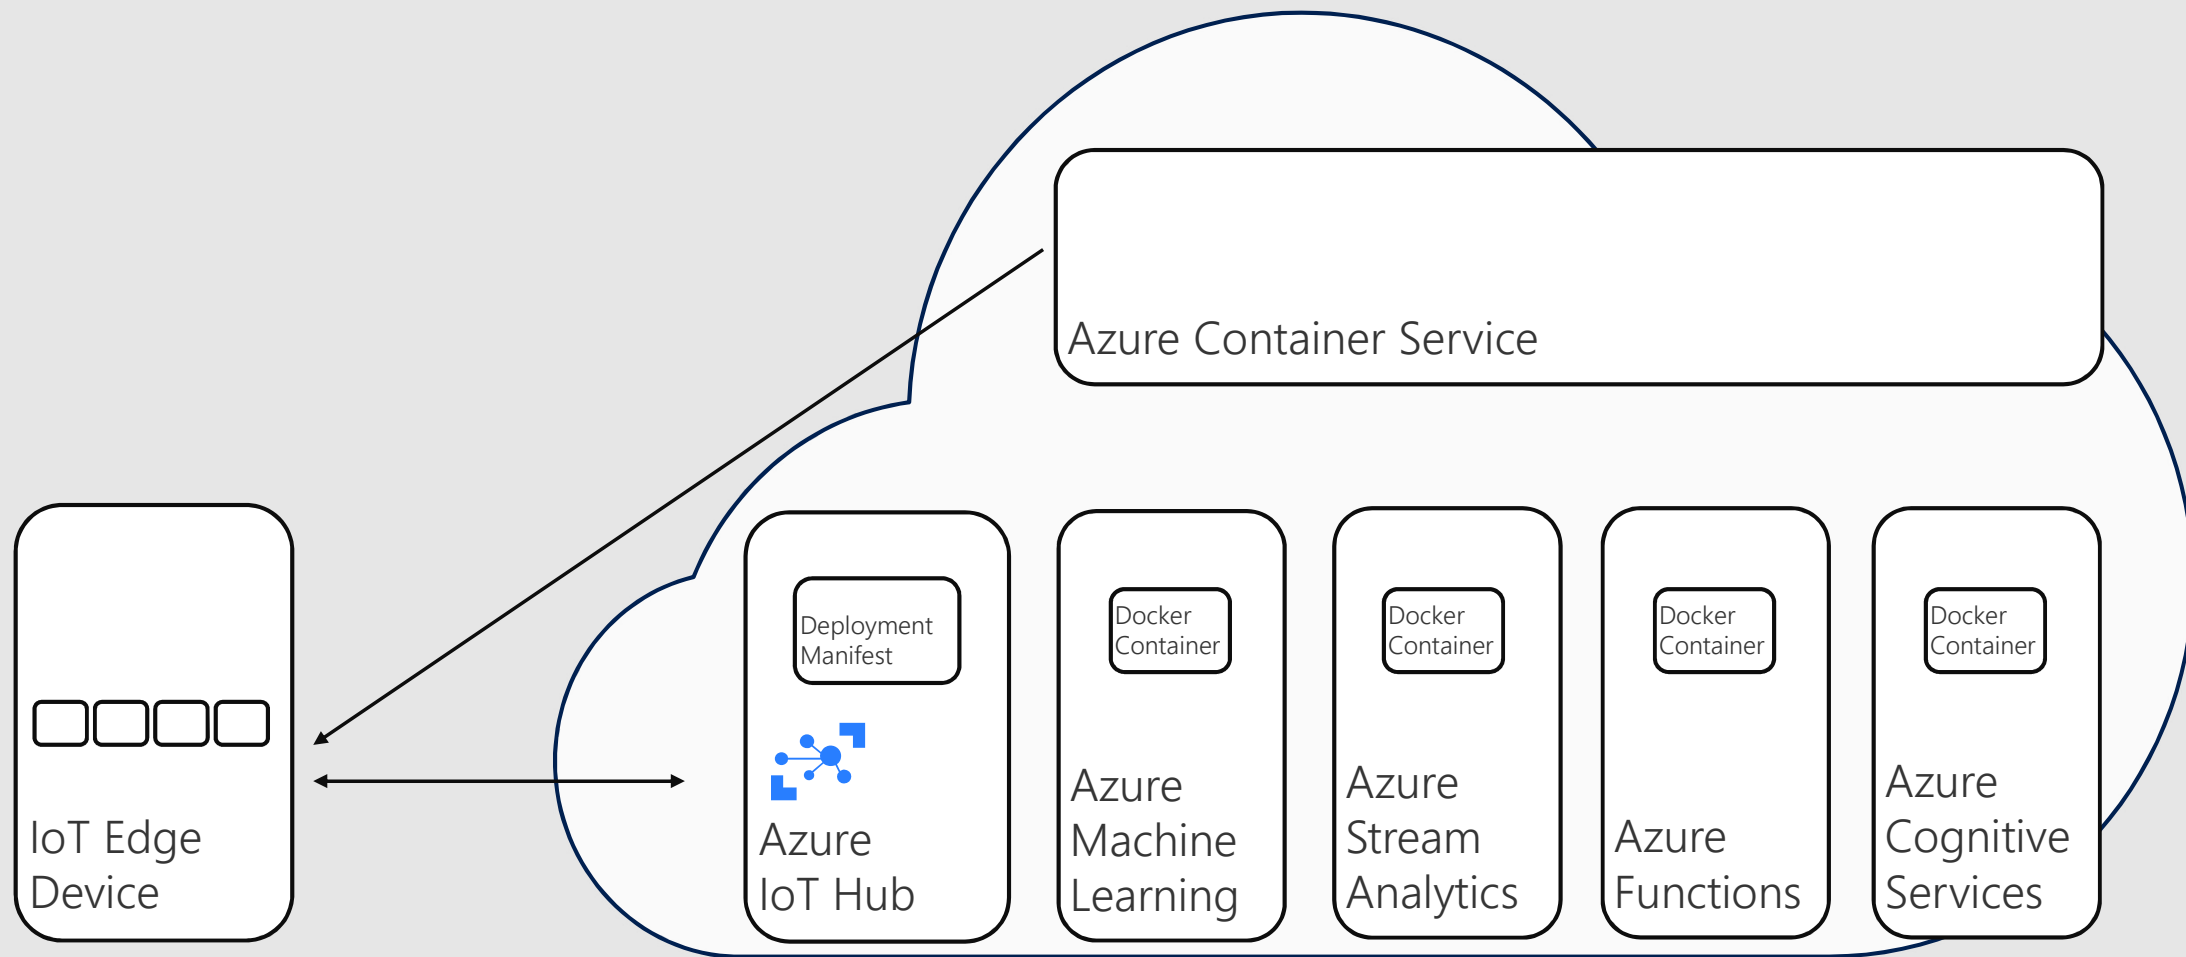 Azure Container Service
Deployment
Manifest
Docker
Container
Docker
Container
Docker
Container
Docker
Container
IoT Edge
Device
Azure
IoT Hub
Azure
Machine
Learning
Azure
Stream
Analytics
Azure
Functions
Azure
Cognitive
Services